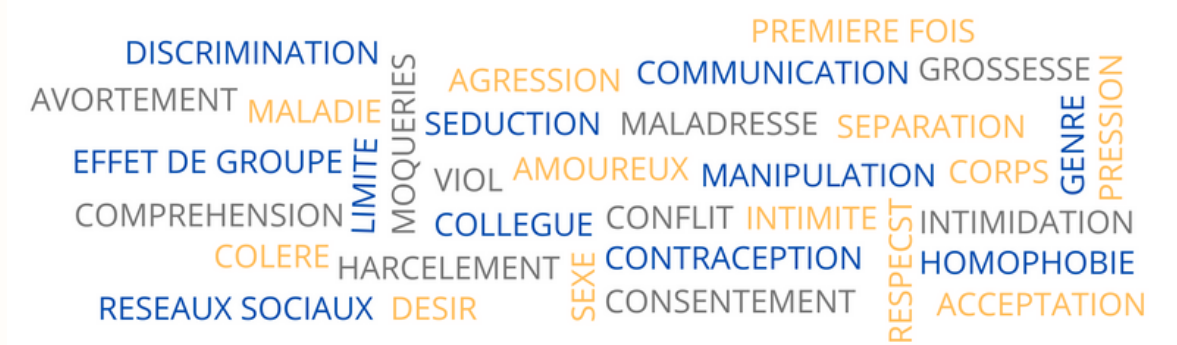 PREMIERE FOIS
DISCRIMINATION
MOQUERIES
AGRESSION
COMMUNICATION
GROSSESSE
PRESSION
AVORTEMENT
MALADIE
SEDUCTION
MALADRESSE
SEPARATION
GENRE
EFFET DE GROUPE
LIMITE
VIOL
AMOUREUX
MANIPULATION
CORPS
COMPREHENSION
COLLEGUE
CONFLIT
INTIMITE
RESPECST
INTIMIDATION
COLERE
HARCELEMENT
SEXE
CONTRACEPTION
HOMOPHOBIE
RESEAUX SOCIAUX
DESIR
CONSENTEMENT
ACCEPTATION